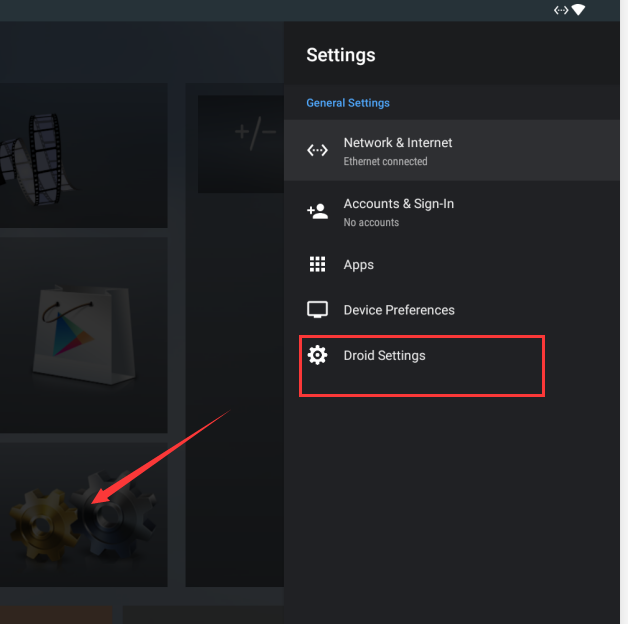 Settings
General Settings
+/-
Network & Internet
Ethernet connected
Accounts & Sign-In
No accounts
Apps
Device Preferences
Droid Settings